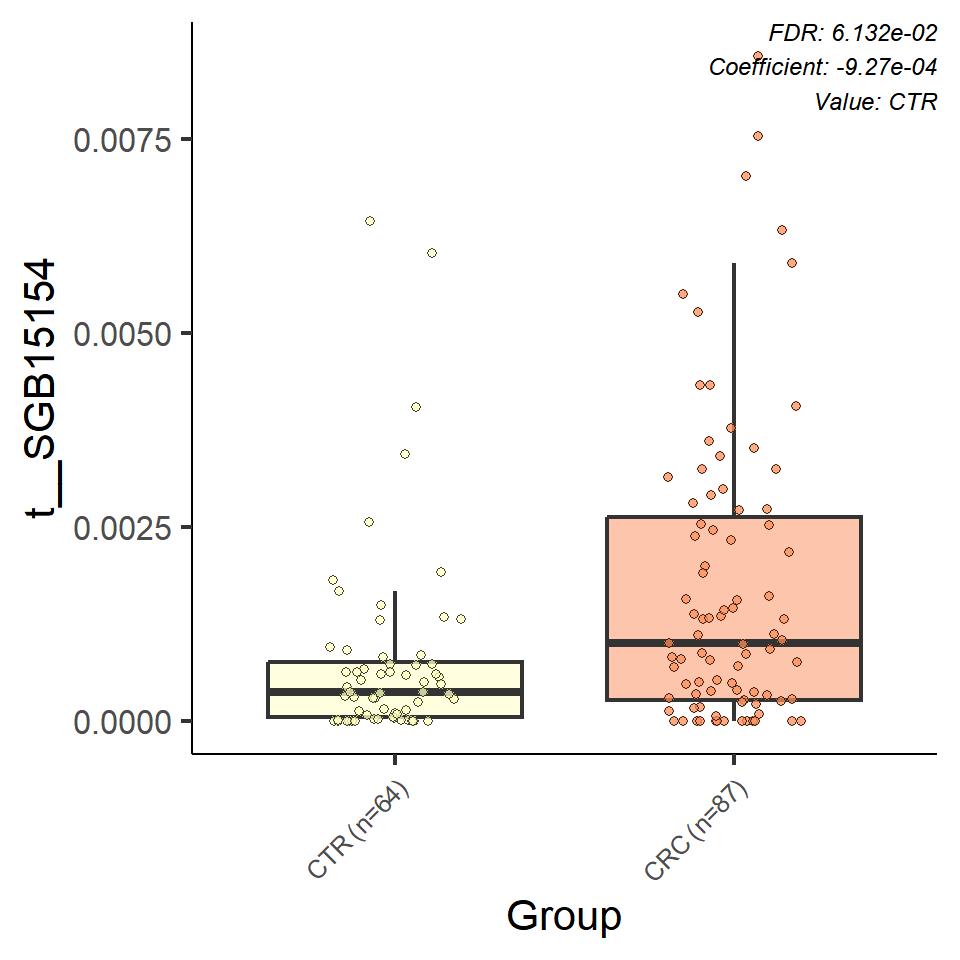 FDR: 6.132e-02
Coefficient: -9.27e-04
Value: CTR
0.0075
0.0050
0.0025
0.0000
t__SGB15154
CTR (n=64)
CRC (n=87)
Group